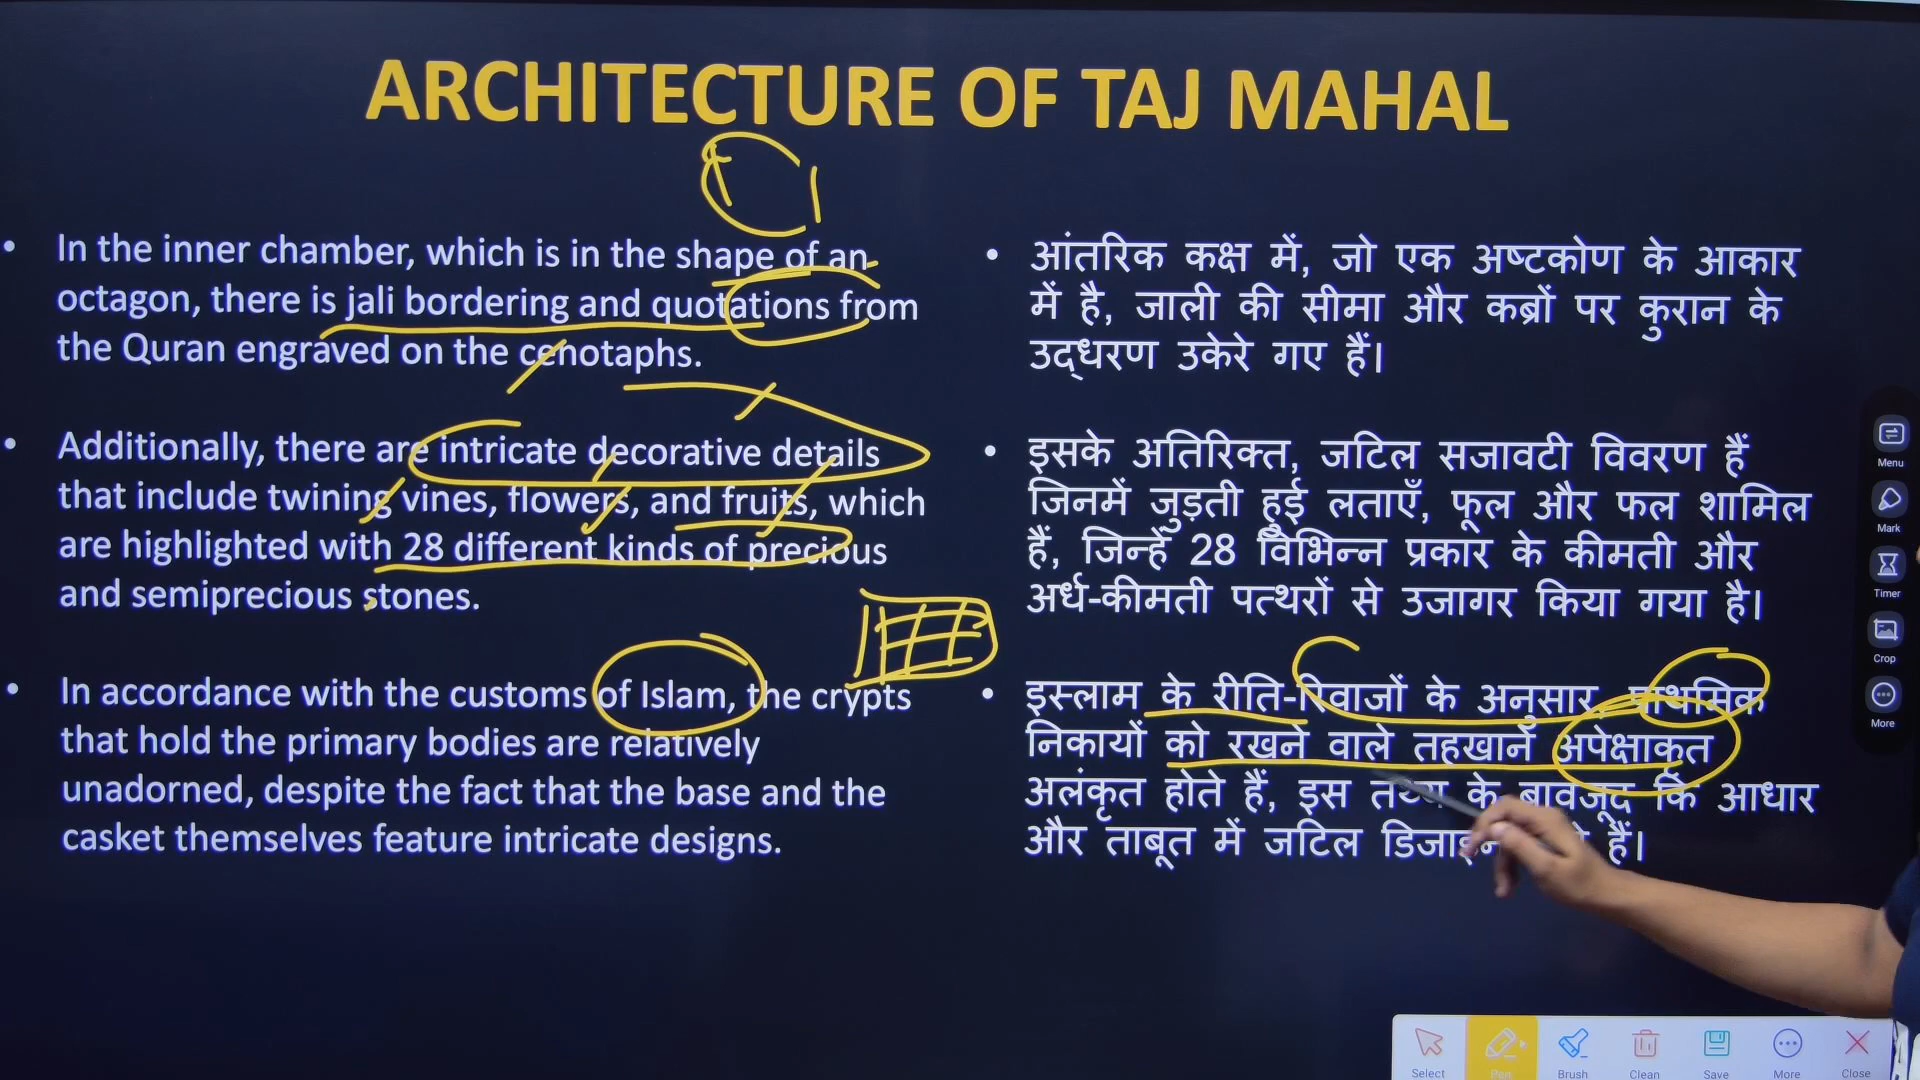 ARCHITECTURE OF TAJ MAHAL
• In the inner chamber, which is in the shape of an
octagon, there is jali bordering and quotations from
the Quran engraved on the cenotaphs.
• Additionally, there are intricate decorative details
that include twining vines, flowers, and fruits, which
are highlighted with 28 different kinds of precious
and semiprecious stones.
• In accordance with the customs of Islam, the crypts
that hold the primary bodies are relatively
unadorned, despite the fact that the base and the
casket themselves feature intricate designs.
• आंतरिक कक्ष में, जो एक अष्टकोण के आकार
में है, जाली की सीमा और कब्रों पर कुरान के
उद्धरण उकेरे गए हैं।
• इसके अतिरिक्त, जटिल सजावटी विवरण हैं
जिनमें जुड़ती हुई लताएँ, फूल और फल शामिल
हैं, जिन्हें 28 विभिन्न प्रकार के कीमती और
अर्ध-कीमती पत्थरों से उजागर किया गया है।
• इस्लाम के रीति-रिवाजों के अनुसार, प्राथमिक
निकायों को रखने वाले तहखाने अपेक्षाकृत
अलंकृत होते हैं, इस तथ्य के बावजूद कि आधार
और ताबूत में जटिल हैं।
Menu
Mark
Timer
Crop
More
Select
Pen
Brush
Clean
Save
More
Close